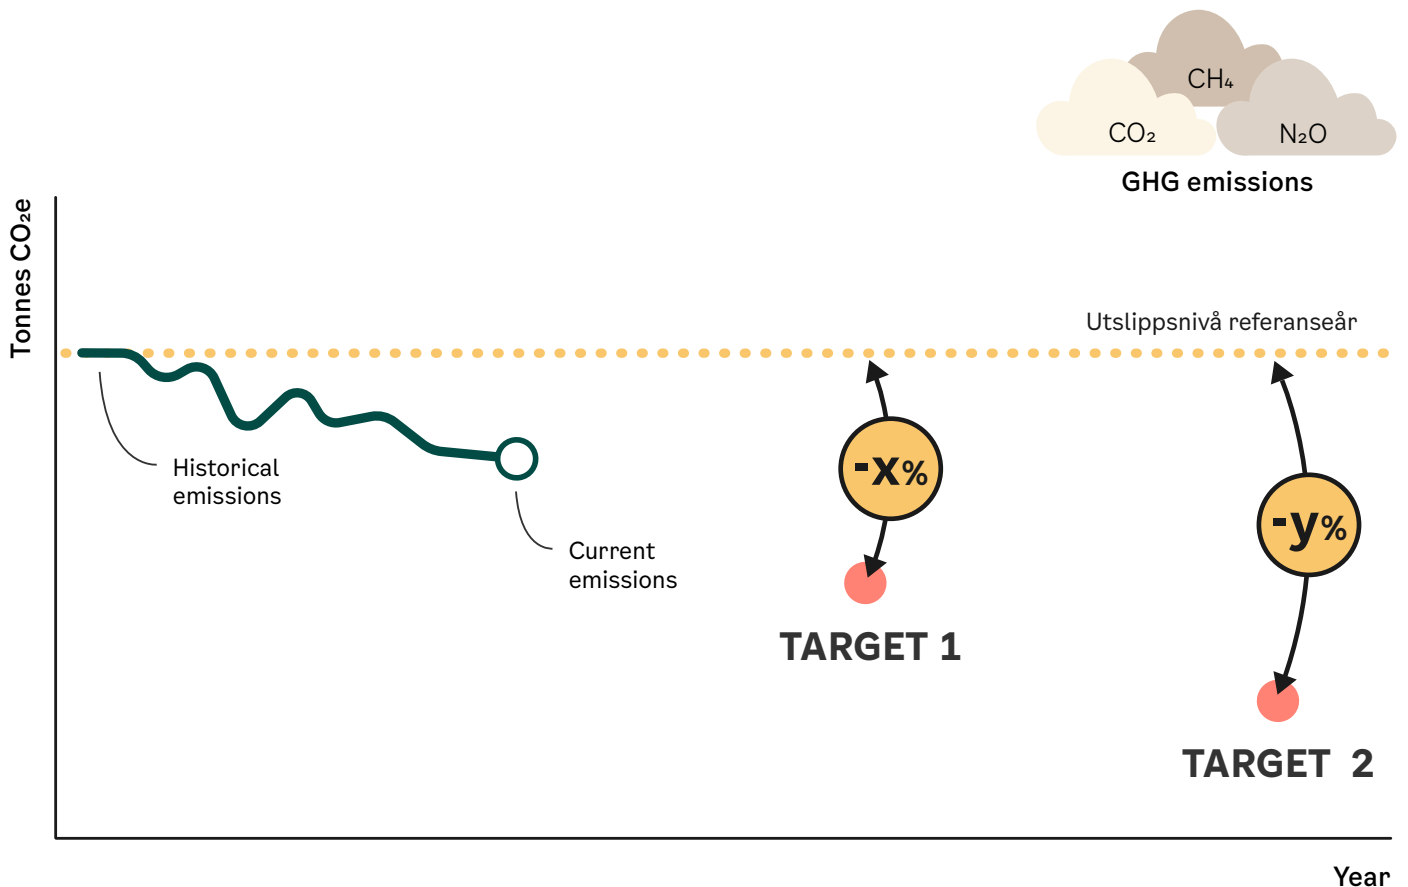 CH₄
CO₂
N₂O
GHG emissions
Tonnes CO₂e
Utslippsnivå referanseår
Historical
emissions
-x%
-y%
Current
emissions
TARGET 1
TARGET 2
Year